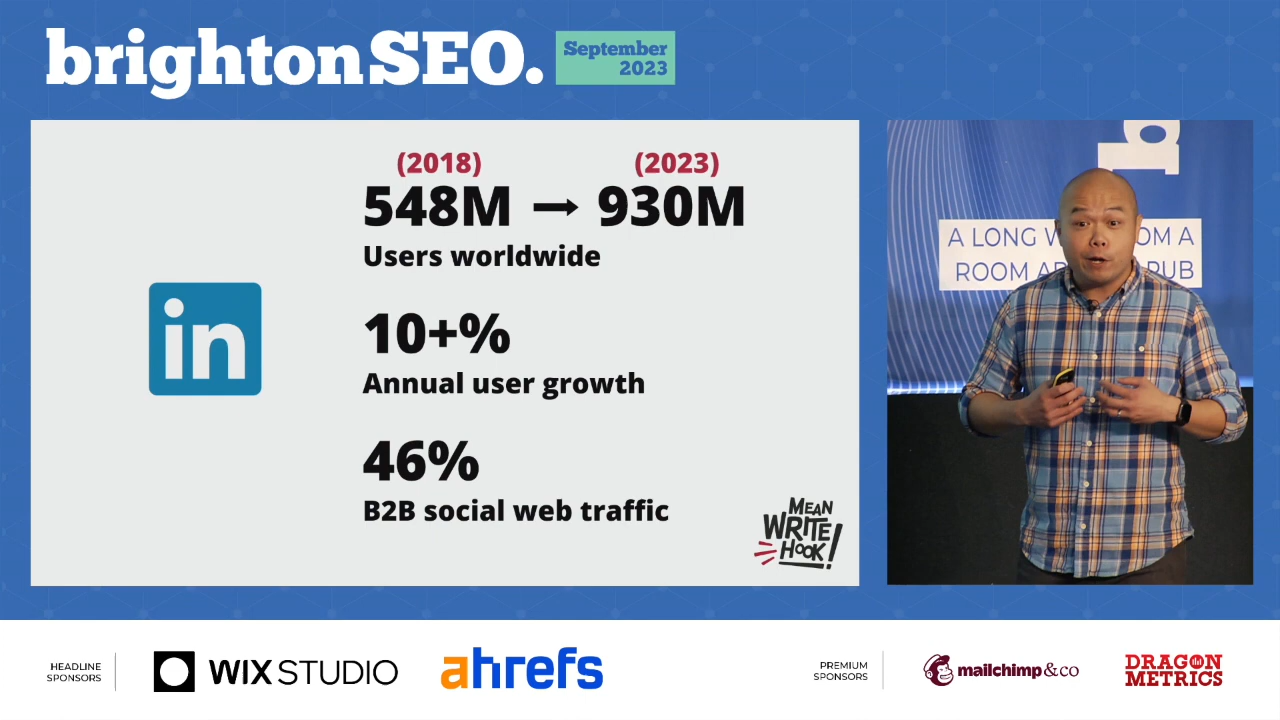 brightonSEO.
September
2023
(2018) (2023)
548M → 930M
Users worldwide
10+%
Annual user growth
46%
B2B social web traffic
in
MEAN
WRITE
HOOK!
b
A LONG W OM A
ROOM A PUB
HEADLINE
SPONSORS
WIX STUDIO
ahrefs
PREMIUM
SPONSORS
mailchimp&co
DRAGON
METRICS